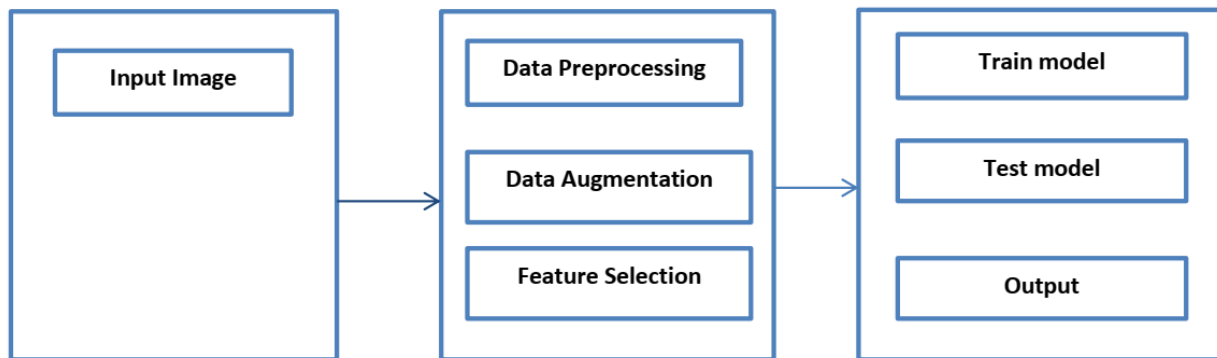 Input Image
Data Preprocessing
Data Augmentation
Feature Selection
Train model
Test model
Output